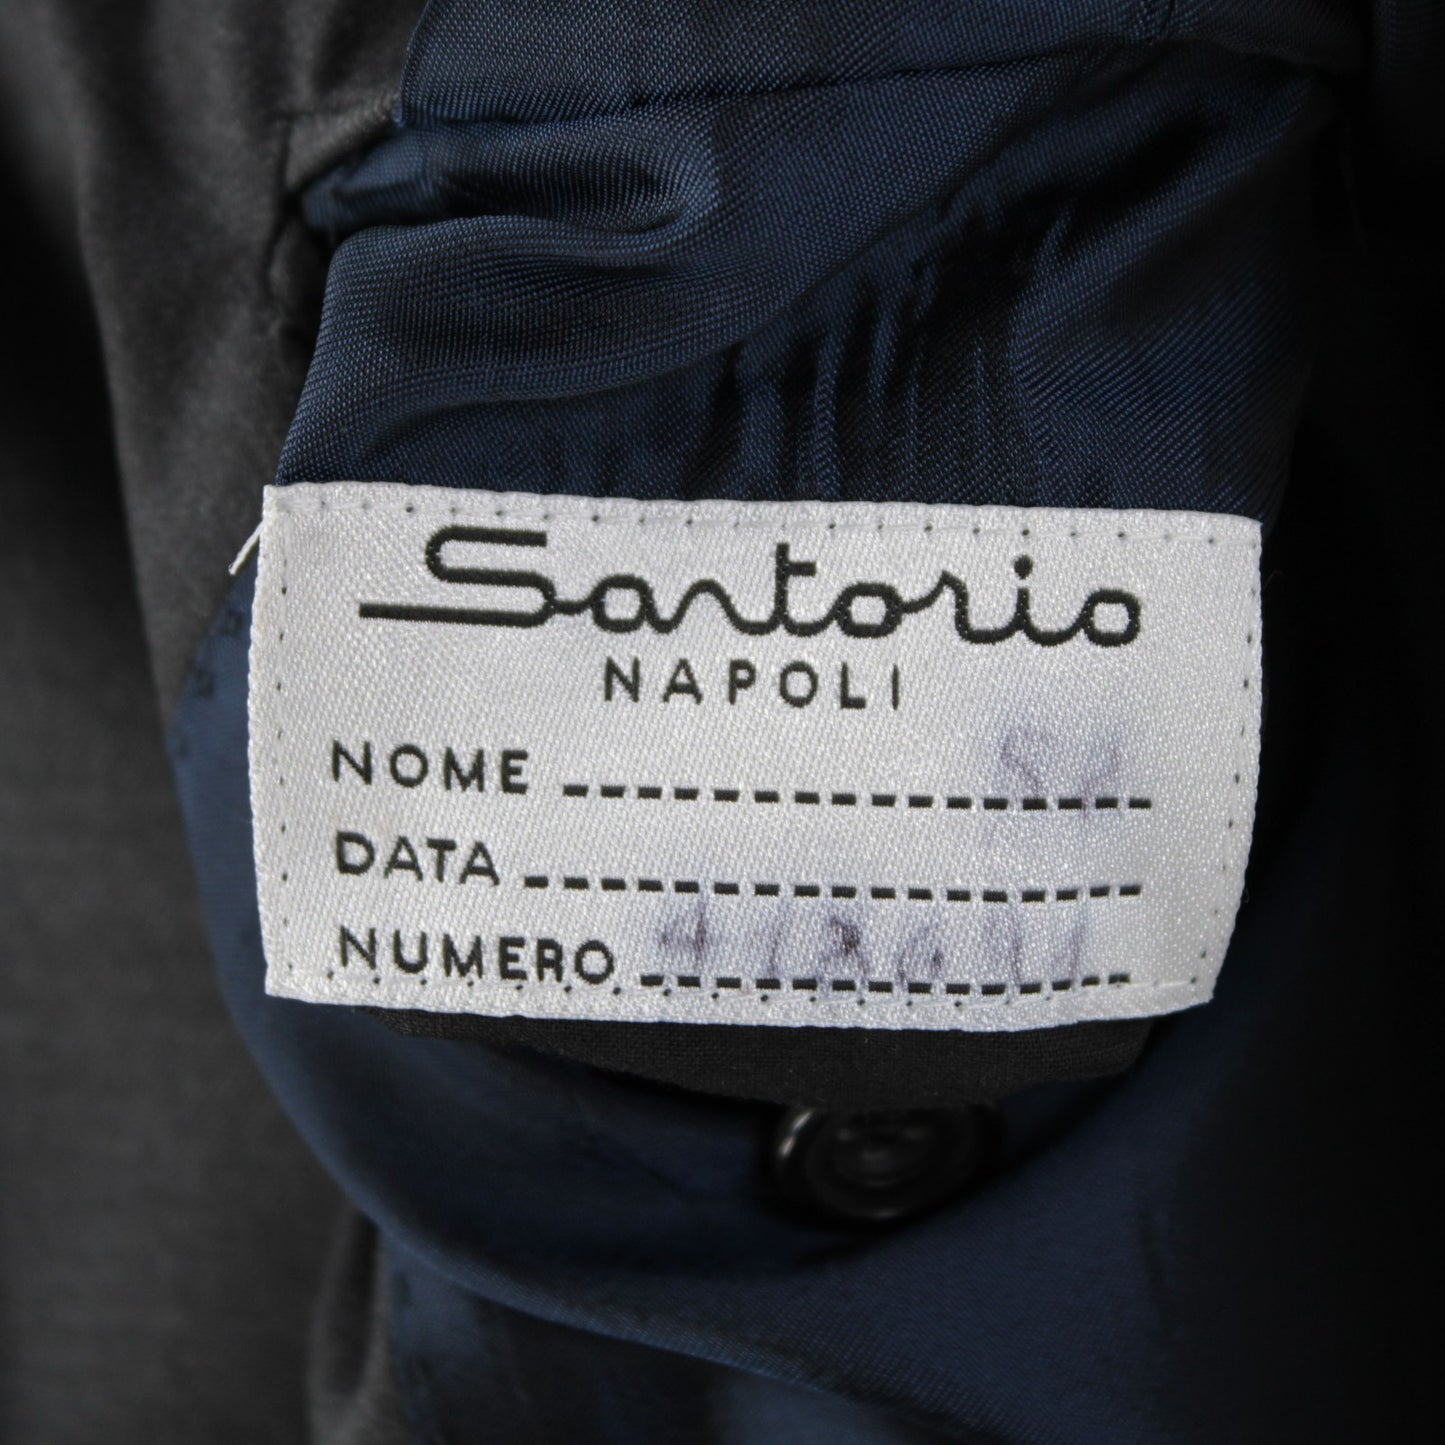 Sartorio
NAPOLI
NOME
DATA
NUMERO